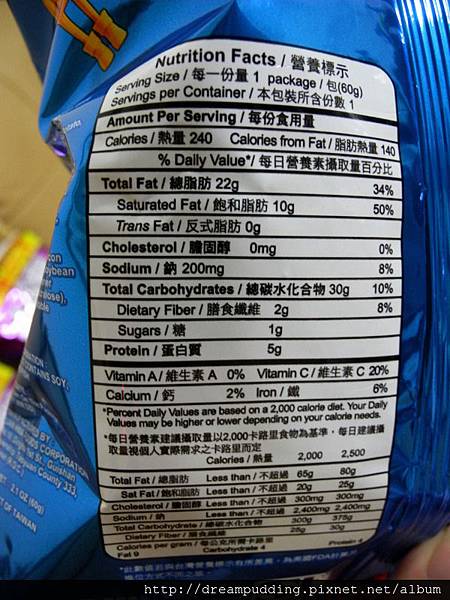 Nutrition Facts / 營養標示
Serving Size / 每一份量 1 package / 包(60g)
Servings per Container / 本包裝所含份數 1
Amount Per Serving / 每份食用量
Calories / 熱量 240 Calories from Fat / 脂肪熱量 140
% Daily Value*/ 每日營養素攝取量百分比
Total Fat / 總脂肪 22g 34%
Saturated Fat / 飽和脂肪 10g 50%
Trans Fat / 反式脂肪 0g
Cholesterol / 膽固醇 0mg 0%
Sodium / 鈉 200mg 8%
Total Carbohydrates / 總碳水化合物 30g 10%
Dietary Fiber / 膳食纖維 2g 8%
Sugars / 糖 1g
Protein / 蛋白質 5g
Vitamin A / 維生素 A 0% Vitamin C / 維生素 C 20%
Calcium / 鈣 2% Iron / 鐵 6%
*Percent Daily Values are based on a 2,000 calorie diet. Your Daily
Values may be higher or lower depending on your calorie needs.
*每日營養素建議攝取量以2,000卡路里食物為基準，每日建議攝
取量視個人實際需求之卡路里而定
Calories / 熱量 2,000 2,500
Total Fat / 總脂肪 Less than / 不超過 65g 80g
Sat Fat / 飽和脂肪 Less than / 不超過 20g 25g
Cholesterol / 膽固醇 Less than / 不超過 300mg 300mg
Sodium / 鈉 Less than / 不超過 2,400mg 2,400mg
Total Carbohydrate / 總碳水化合物 300g 375g
Dietary Fiber / 膳食纖維 25g 30g
Calories per gram / 每公克所需卡路里
Fat 9 Carbohydrate 4 Protein 4
CONTAINS SOY
CORPORATION
County 333,
OF TAIWAN
http://dreampudding.pixnet.net/album